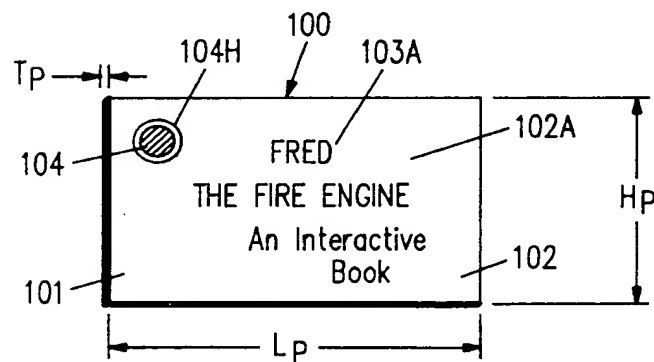 100
104H
103A
TP
102A
104
FRED
THE FIRE ENGINE
HP
An Interactive
Book
101
102
LP